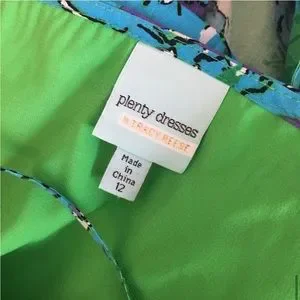 plenty dresses
by TRACY REESE
Made in
China
12